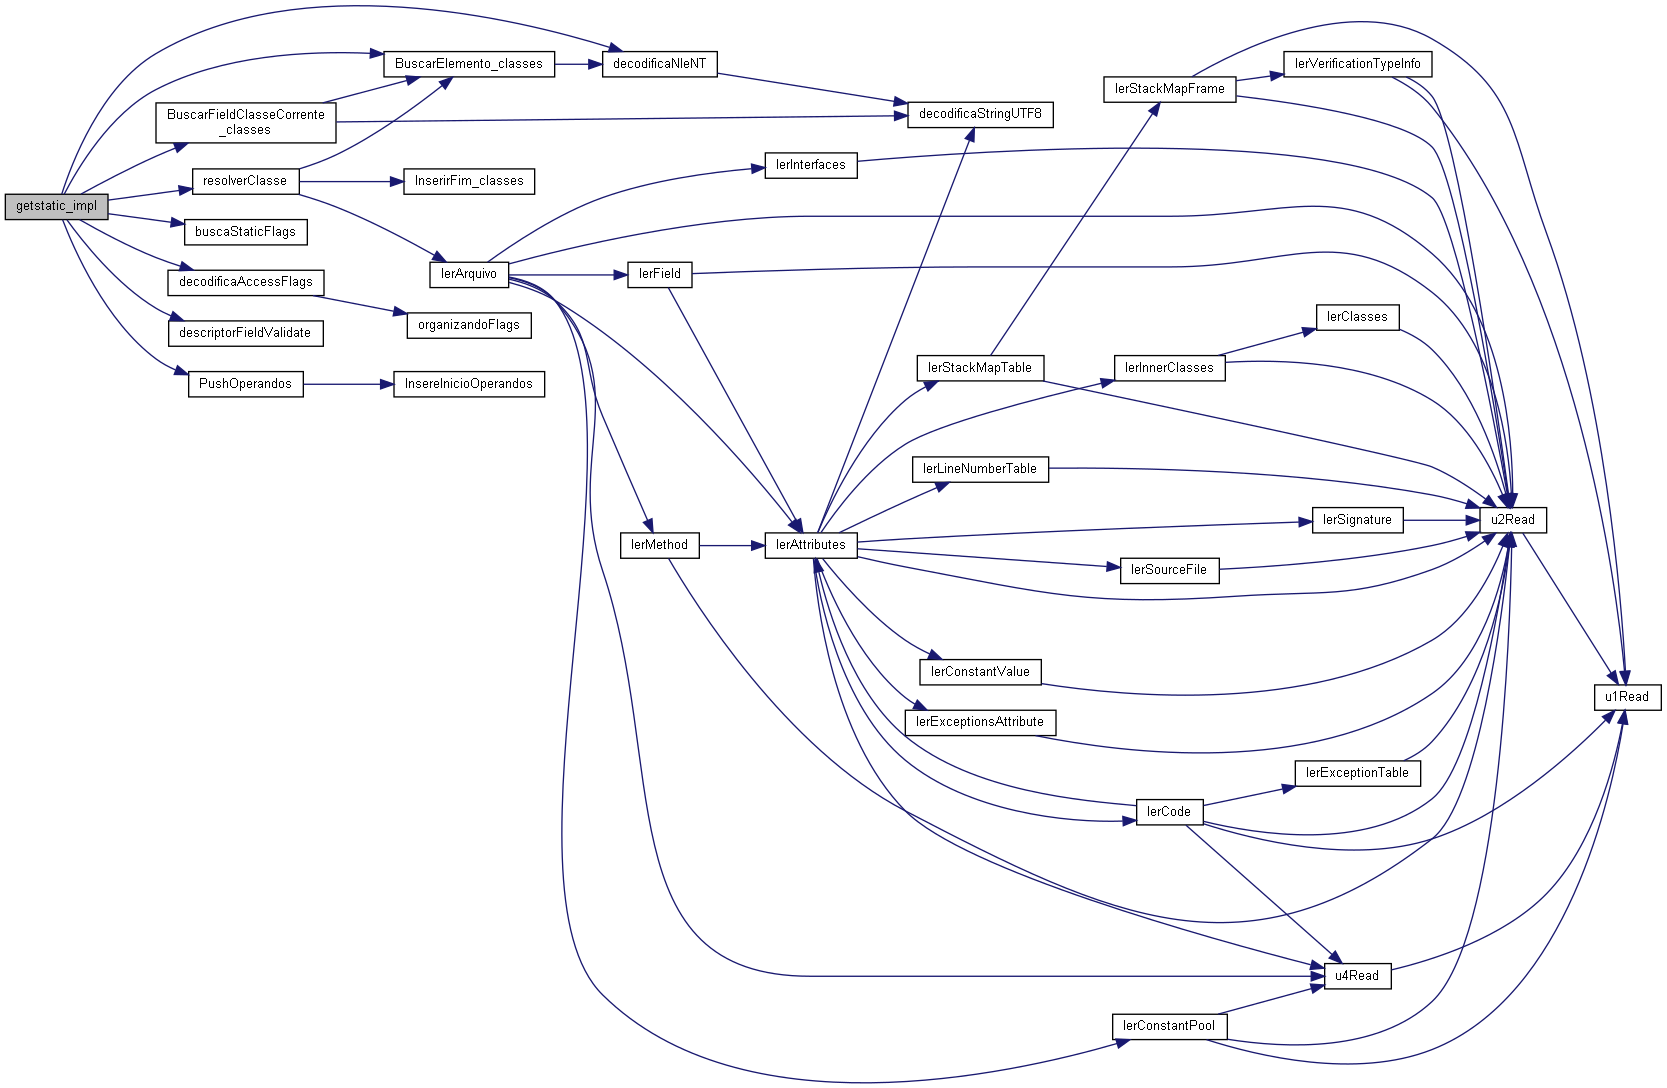 getstatic_impl
BuscarElemento_classes
decodificaNIeNT
BuscarFieldClasseCorrente
_classes
decodificaStringUTF8
resolverClasse
InserirFim_classes
buscaStaticFlags
decodificaAccessFlags
organizandoFlags
descriptorFieldValidate
PushOperandos
InsereInicioOperandos
lerArquivo
lerInterfaces
lerField
lerMethod
lerAttributes
lerStackMapFrame
lerVerificationTypeInfo
lerStackMapTable
lerInnerClasses
lerClasses
lerLineNumberTable
lerSignature
lerSourceFile
lerConstantValue
lerExceptionsAttribute
lerCode
lerExceptionTable
lerConstantPool
u2Read
u1Read
u4Read